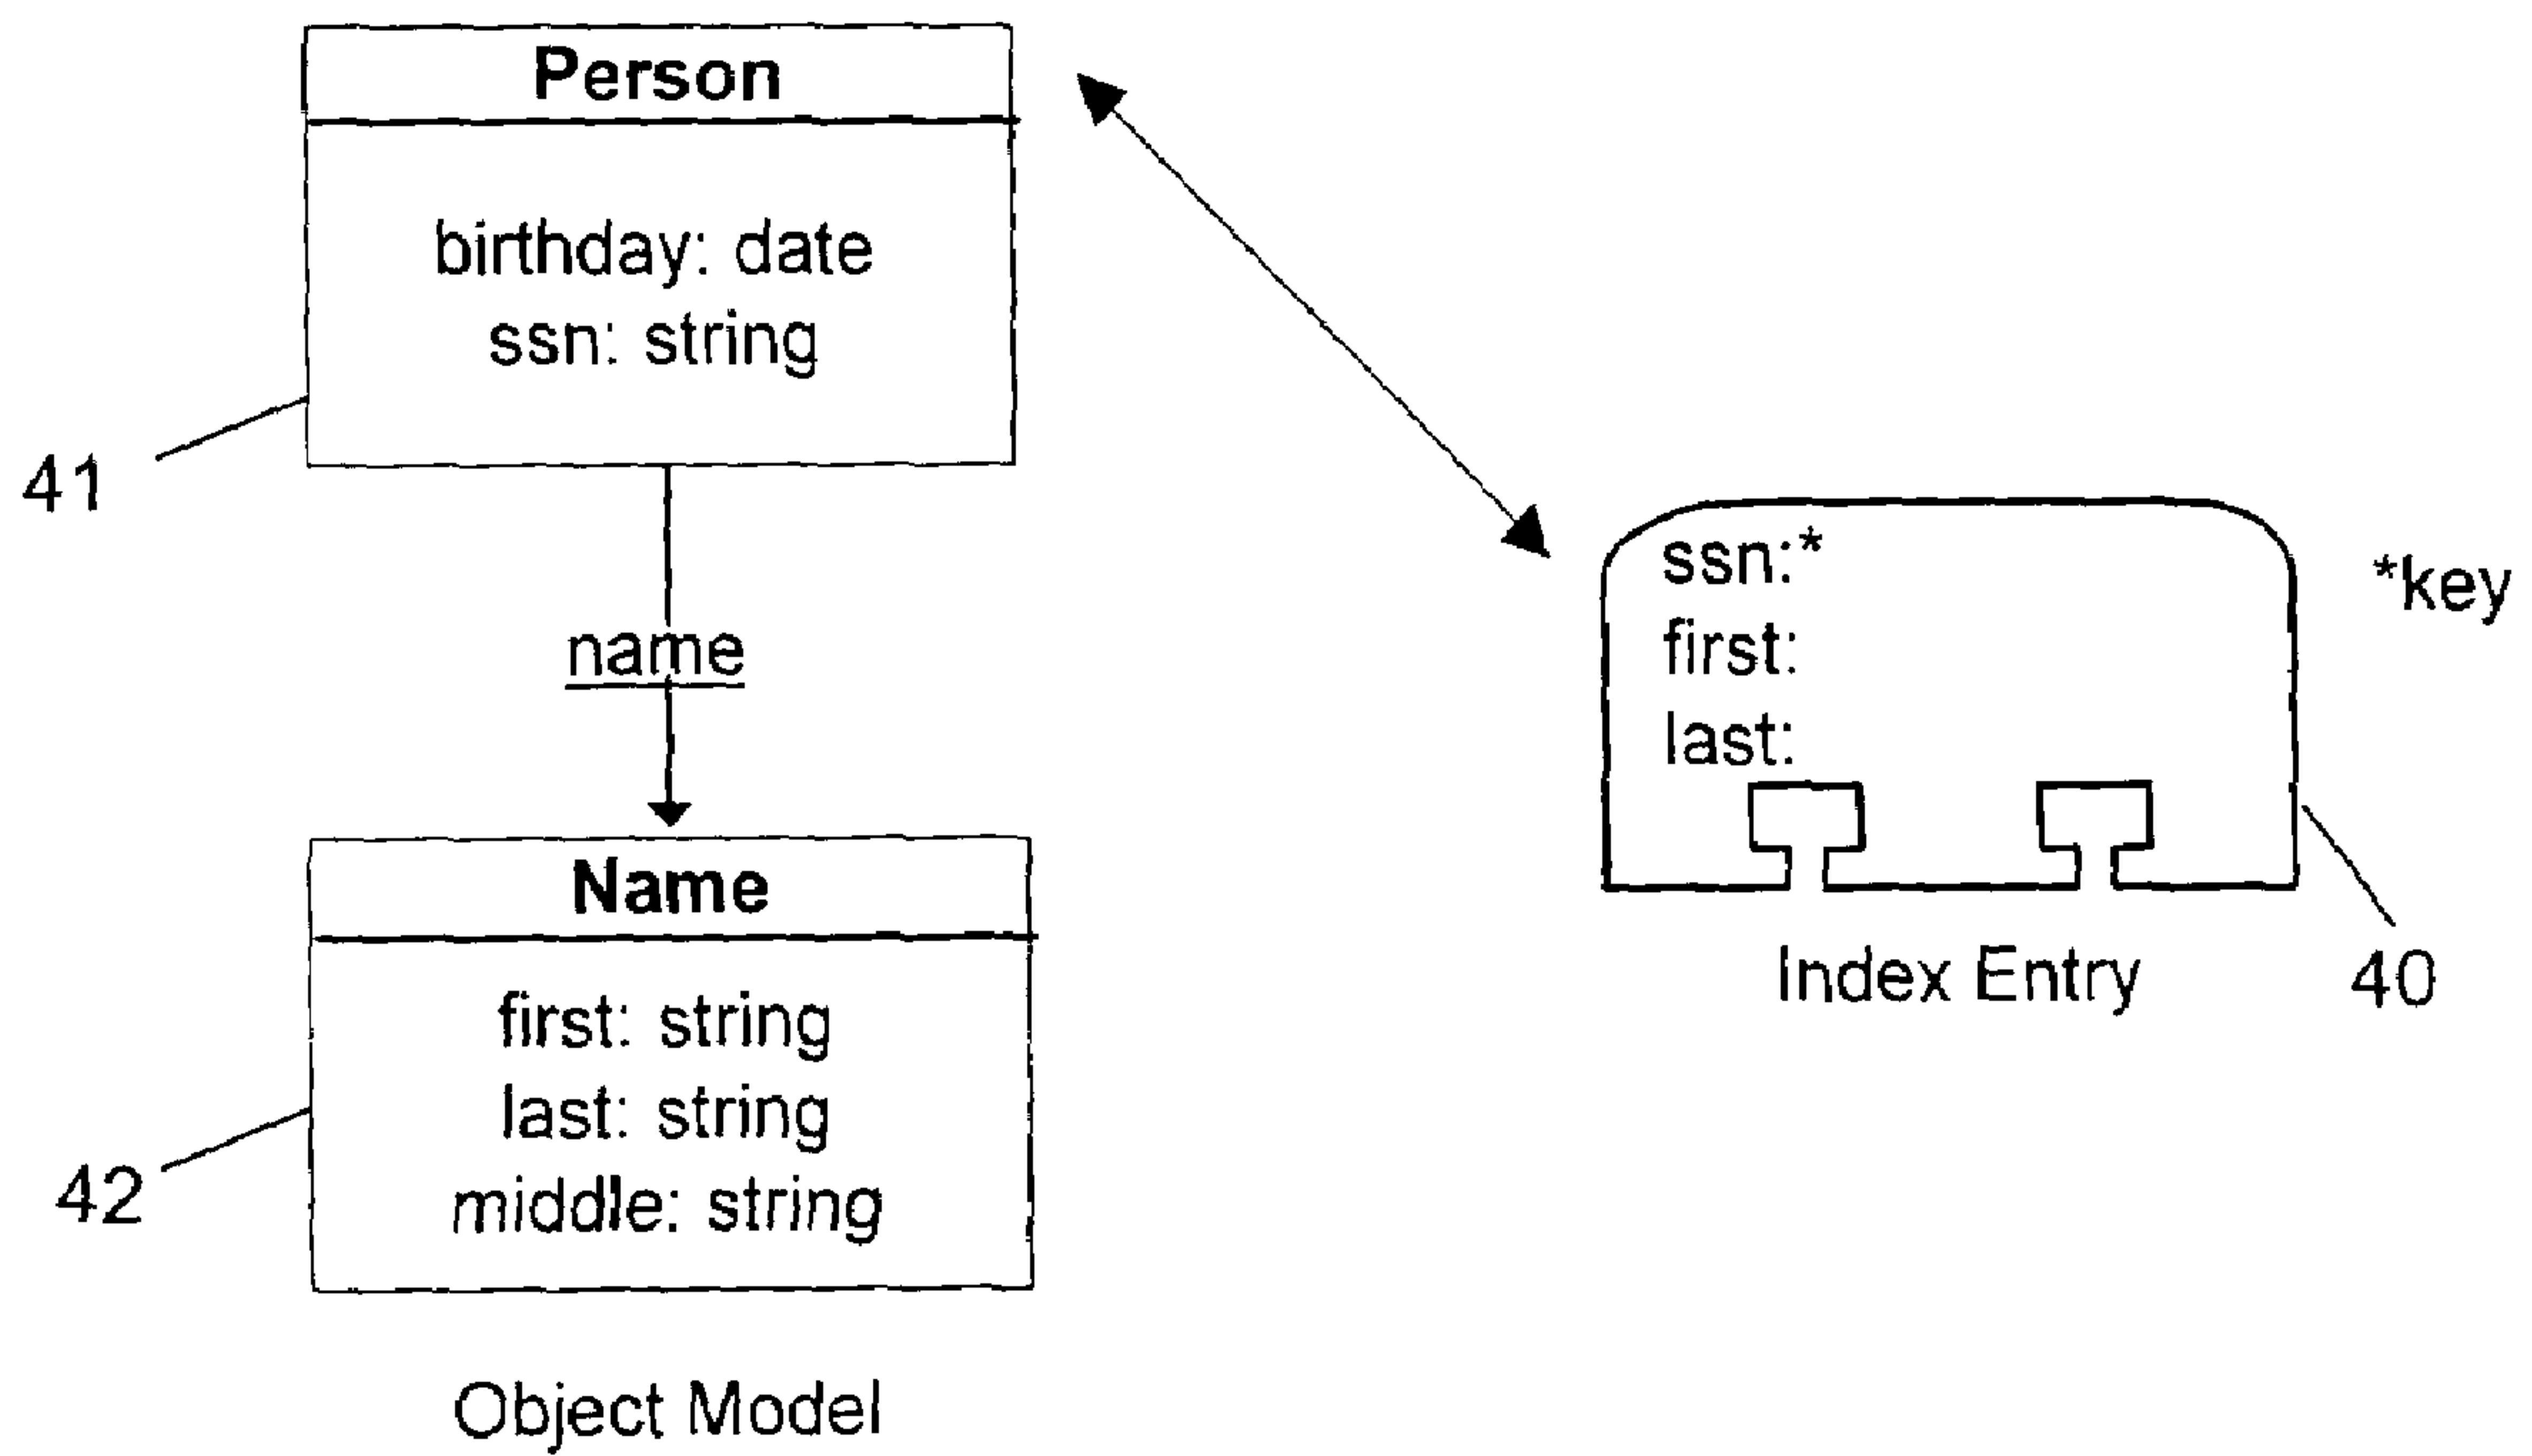 Person
birthday: date
ssn: string
41
name
Name
first: string
last: string
middle: string
42
Object Model
ssn:*
first:
last:
*key
Index Entry
40